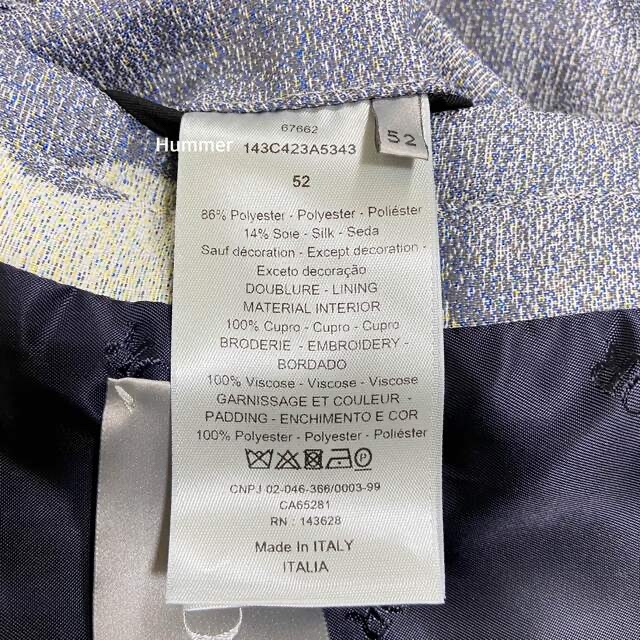 67662
Hummer
143C423A5343
52
52
86% Polyester - Polyester - Poliéster
14% Soie - Silk - Seda
Sauf décoration - Except decoration -
Exceto decoração
DOUBLURE - LINING
MATERIAL INTERIOR
100% Cupro - Cupro - Cupro
BRODERIE - EMBROIDERY -
BORDADO
100% Viscose - Viscose - Viscose
GARNISSAGE ET COULEUR -
PADDING - ENCHIMENTO E COR
100% Polyester - Polyester - Poliéster
P
CNPJ 02-046-366/0003-99
CA65281
RN : 143628
Made In ITALY
ITALIA